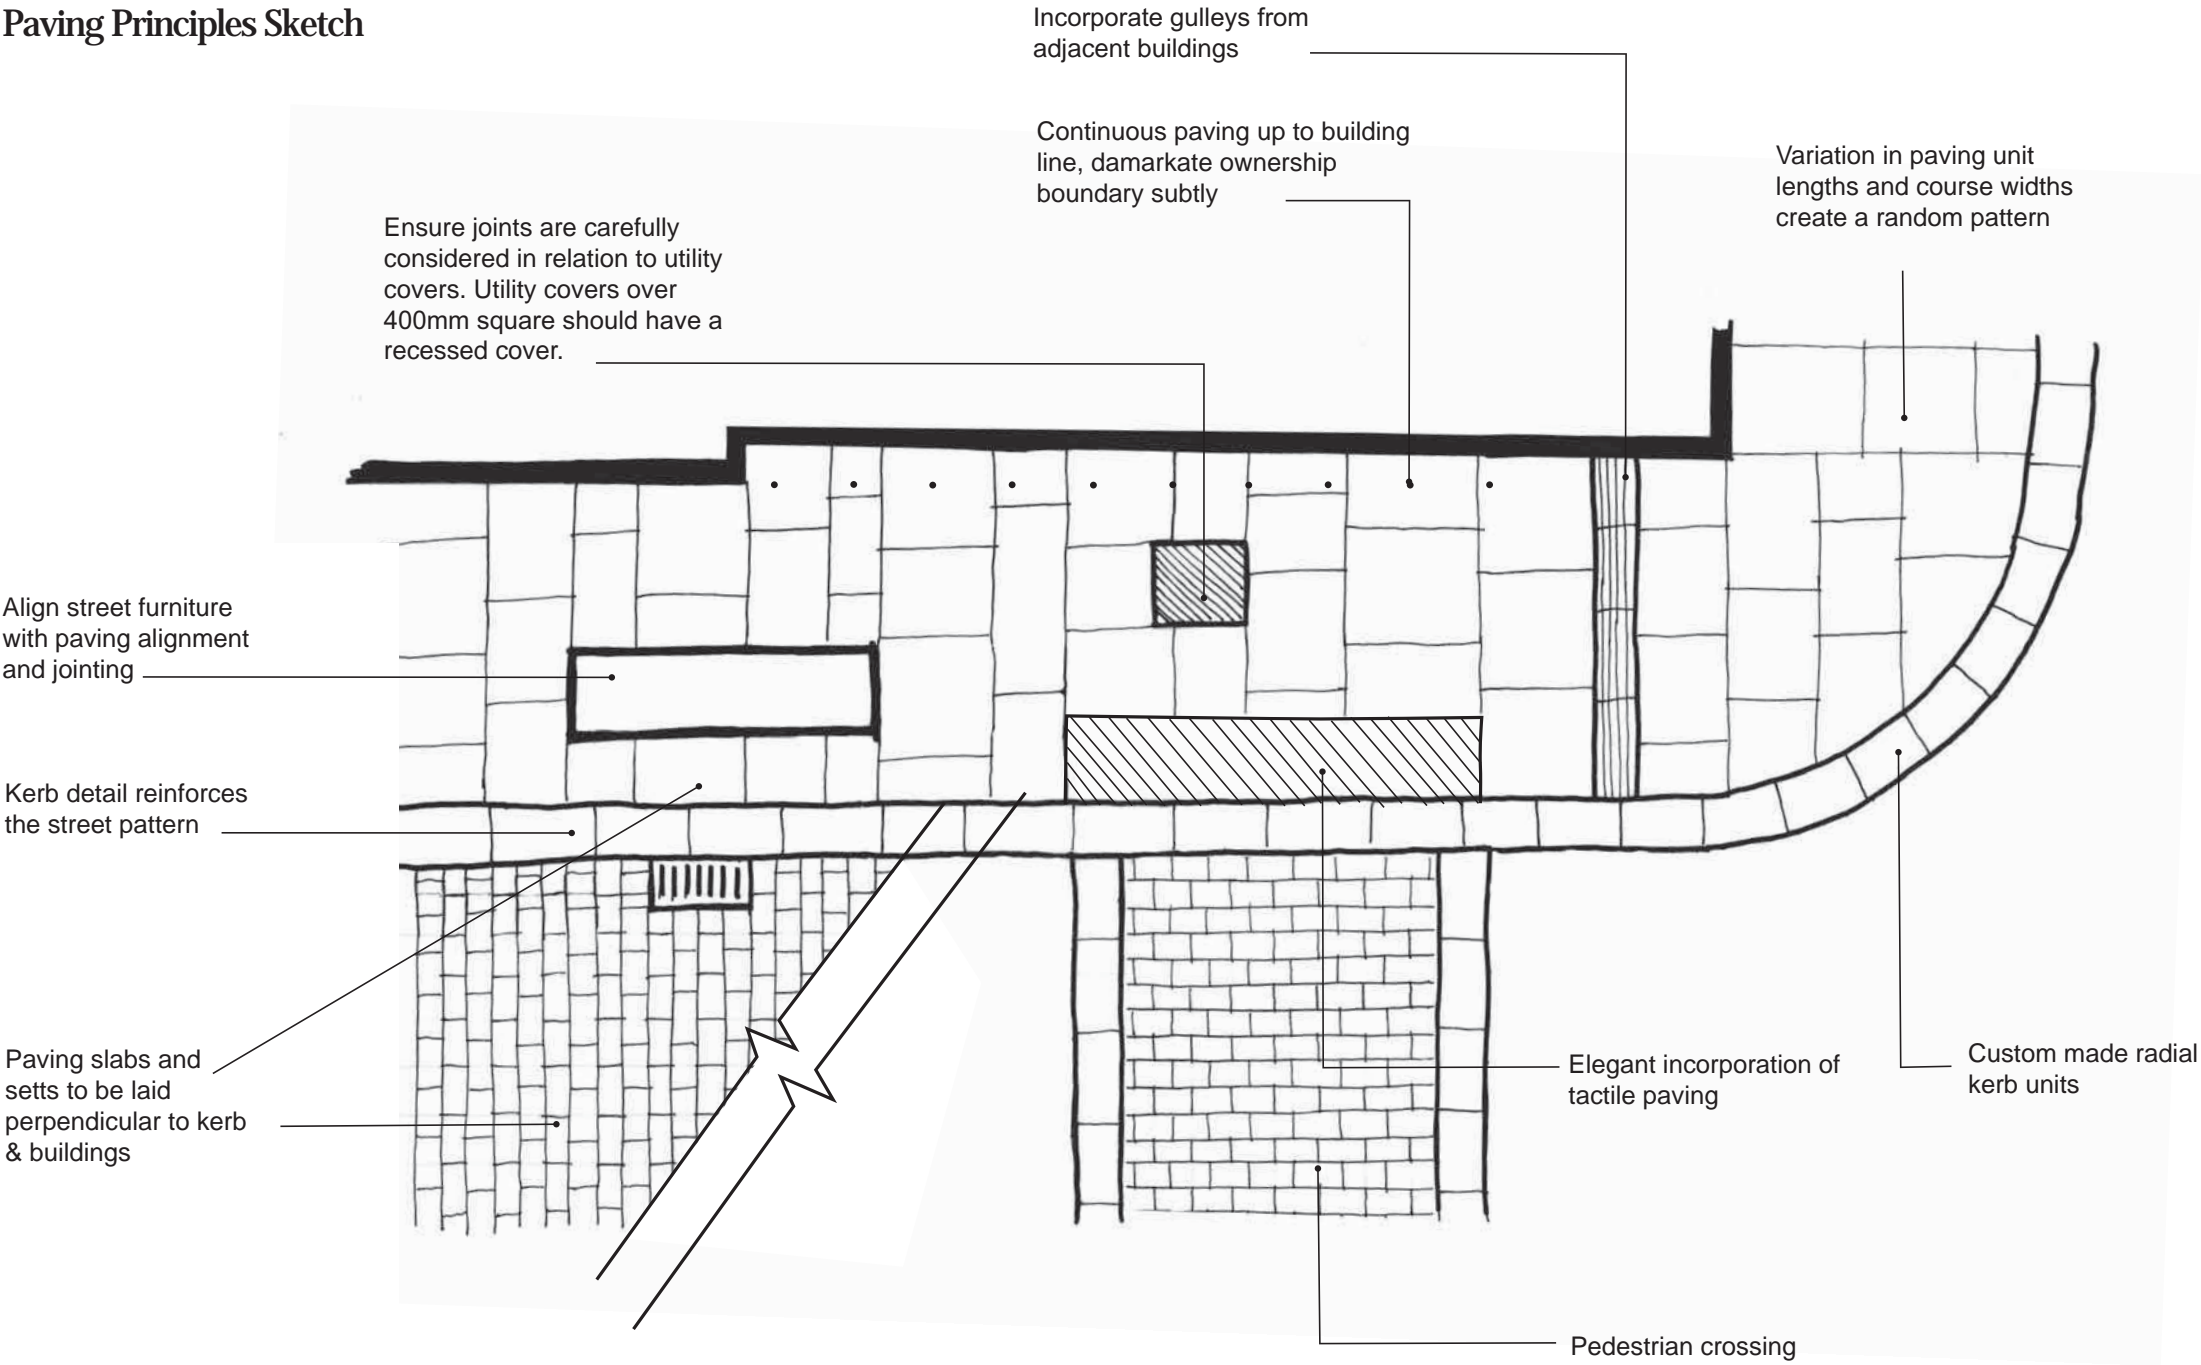 Paving Principles Sketch
Incorporate gulleys from
adjacent buildings
Continuous paving up to building
line, damarkate ownership
boundary subtly
Variation in paving unit
lengths and course widths
create a random pattern
Ensure joints are carefully
considered in relation to utility
covers. Utility covers over
400mm square should have a
recessed cover.
Align street furniture
with paving alignment
and jointing
Kerb detail reinforces
the street pattern
Paving slabs and
setts to be laid
perpendicular to kerb
& buildings
Elegant incorporation of
tactile paving
Custom made radial
kerb units
Pedestrian crossing